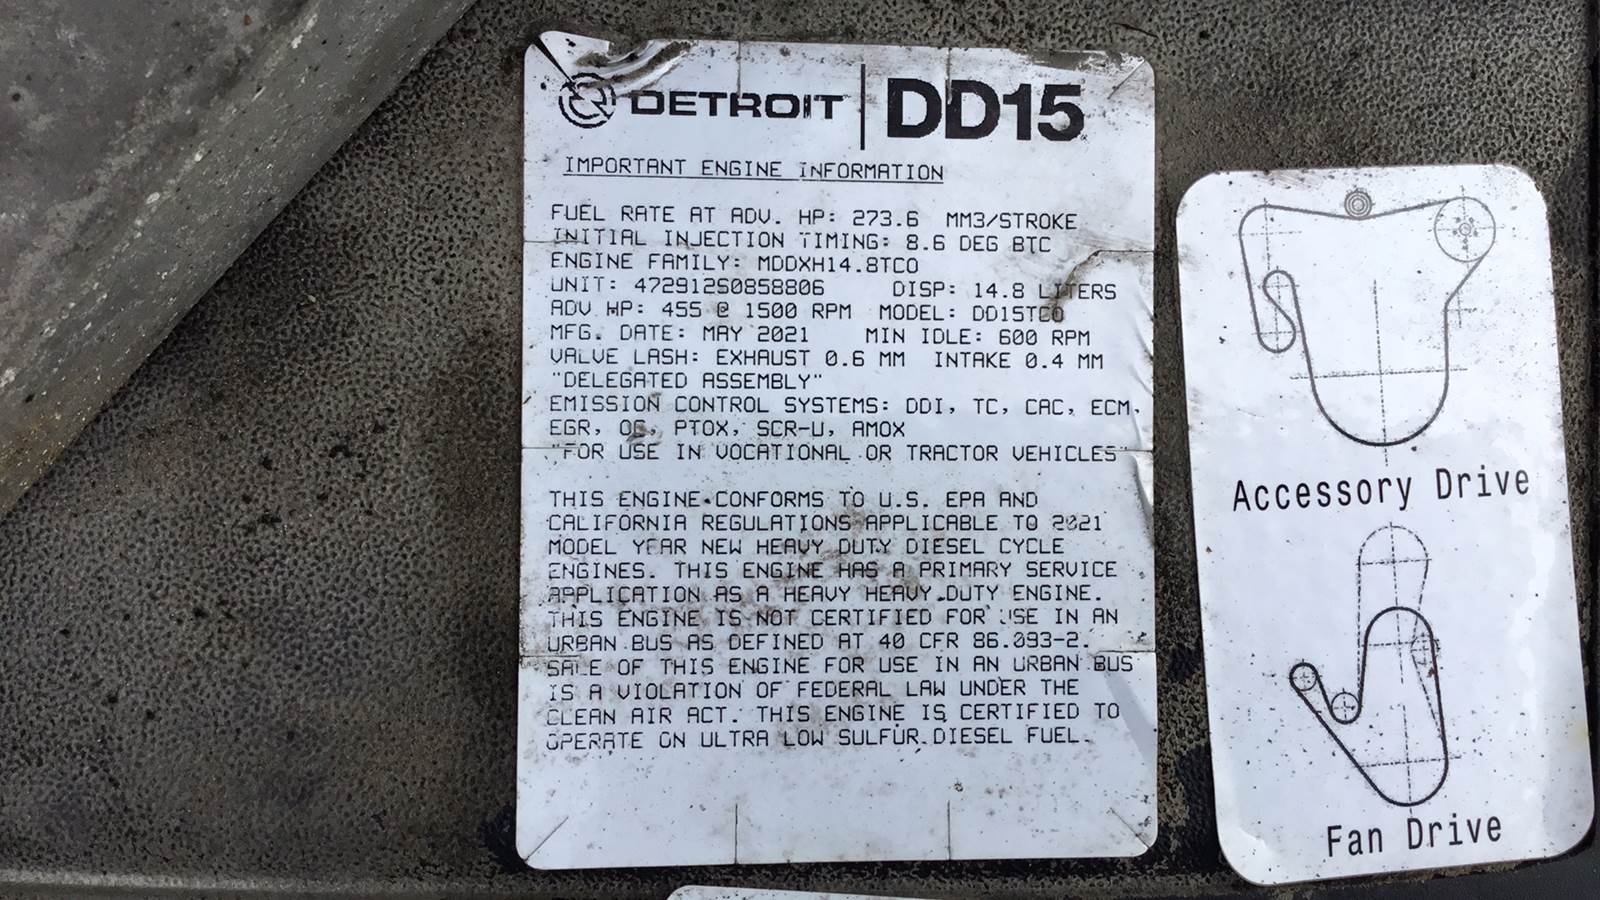 DETROIT DD15
IMPORTANT ENGINE INFORMATION
FUEL RATE AT ADV. HP: 273.6 MM3/STROKE
INITIAL INJECTION TIMING: 8.6 DEG BTC
ENGINE FAMILY: MDDXH14.8TCO
UNIT: 472912S0858806 DISP: 14.8 LITERS
ADV HP: 455 @ 1500 RPM MODEL: DD15TCO
MFG. DATE: MAY 2021 MIN IDLE: 600 RPM
VALVE LASH: EXHAUST 0.6 MM INTAKE 0.4 MM
"DELEGATED ASSEMBLY"
EMISSION CONTROL SYSTEMS: DDI, TC, CAC, ECM,
EGR, PTOX, SCR-U, AMOX
"FOR USE IN VOCATIONAL OR TRACTOR VEHICLES"
THIS ENGINE CONFORMS TO U.S. EPA AND
CALIFORNIA REGULATIONS APPLICABLE TO 2021
MODEL YEAR NEW HEAVY DUTY DIESEL CYCLE
ENGINES. THIS ENGINE HAS A PRIMARY SERVICE
APPLICATION AS A HEAVY HEAVY DUTY ENGINE.
THIS ENGINE IS NOT CERTIFIED FOR USE IN AN
URBAN BUS AS DEFINED AT 40 CFR 86.093-2.
SALE OF THIS ENGINE FOR USE IN AN URBAN BUS
IS A VIOLATION OF FEDERAL LAW UNDER THE
CLEAN AIR ACT. THIS ENGINE IS CERTIFIED TO
OPERATE ON ULTRA LOW SULFUR DIESEL FUEL.
Accessory Drive
Fan Drive